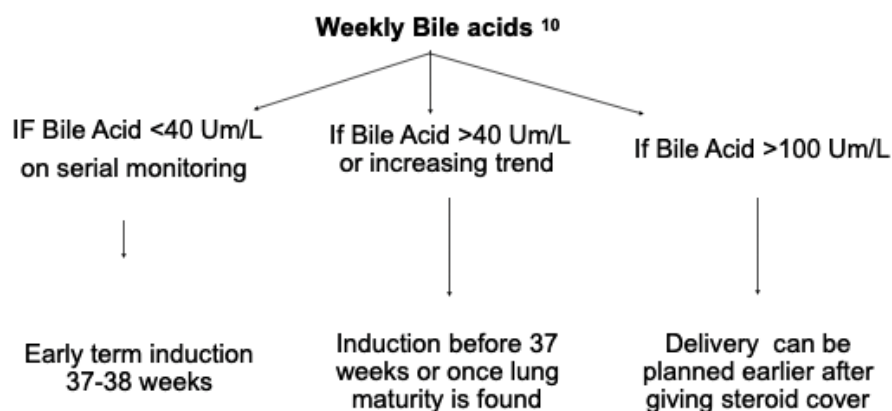 Weekly Bile acids 10
IF Bile Acid <40 Um/L
on serial monitoring
If Bile Acid >40 Um/L
or increasing trend
If Bile Acid >100 Um/L
Early term induction
37-38 weeks
Induction before 37
weeks or once lung
maturity is found
Delivery can be
planned earlier after
giving steroid cover